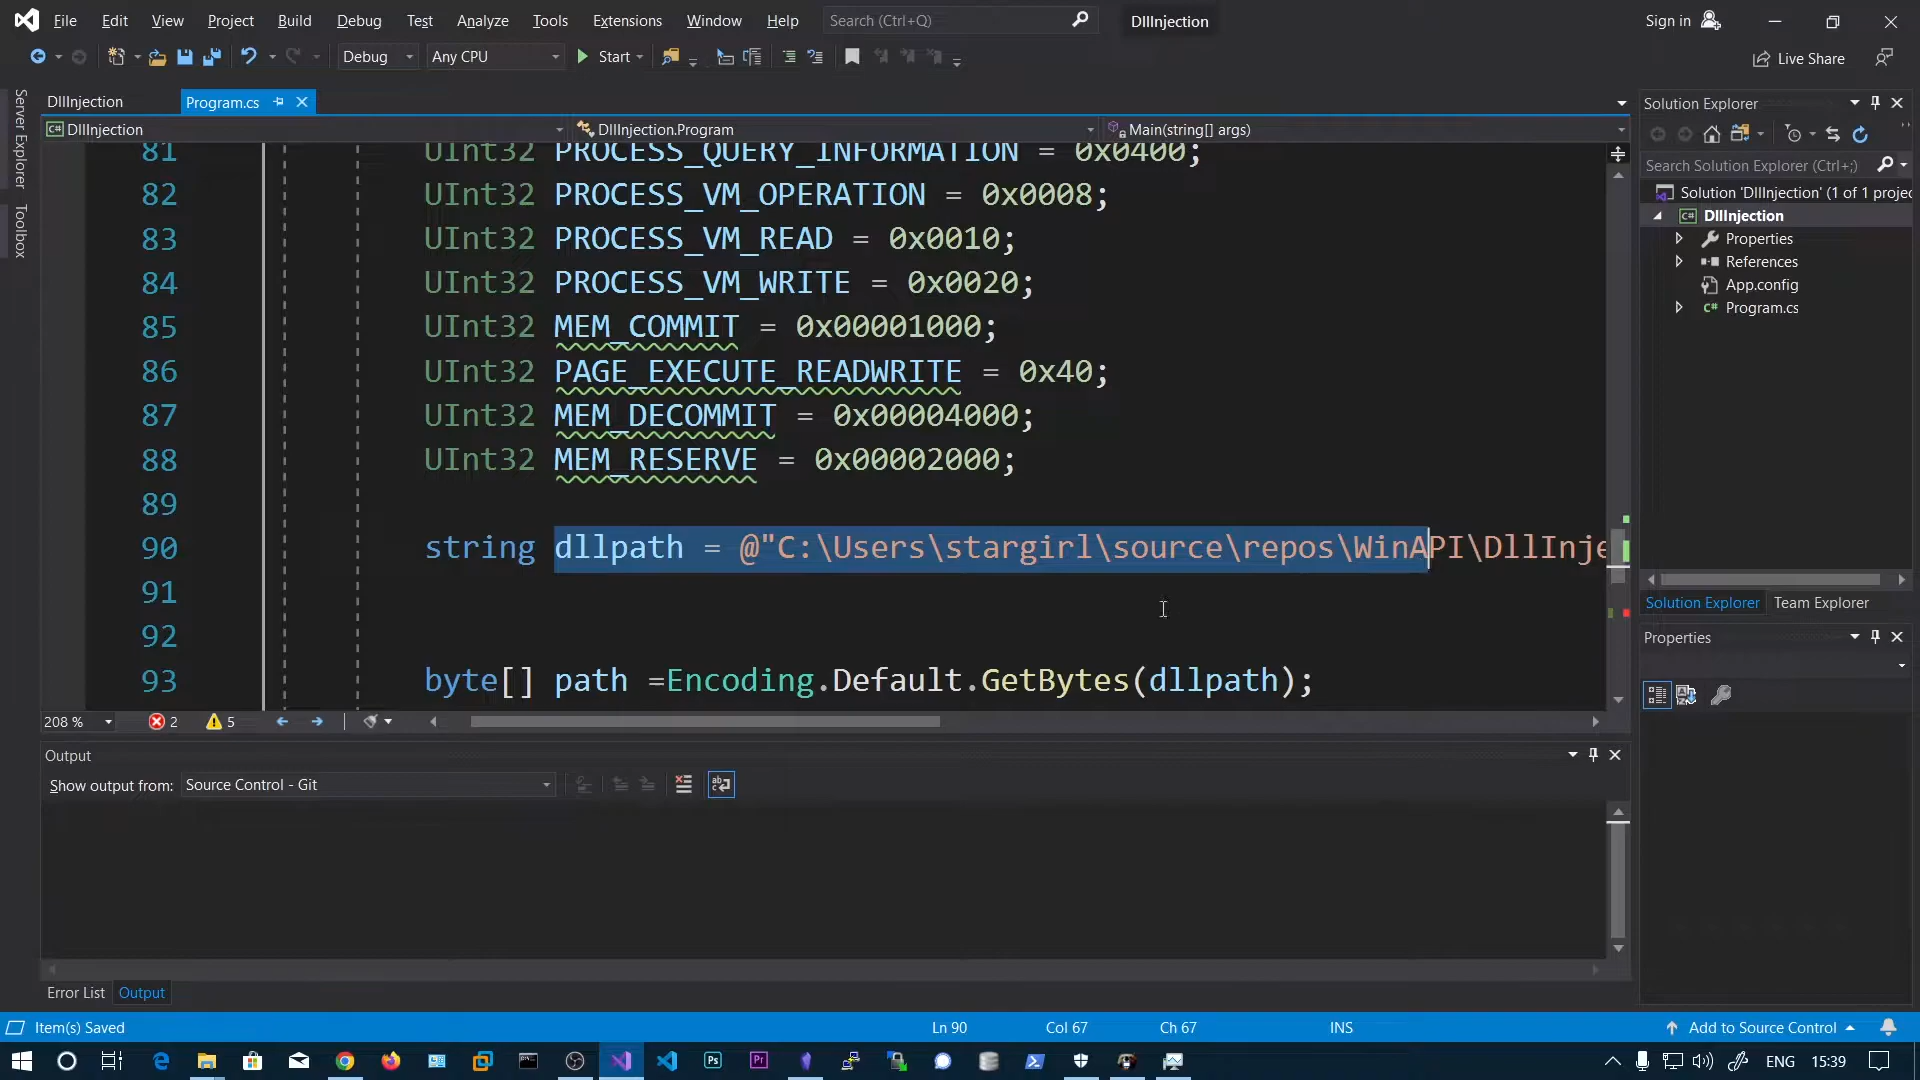 File Edit View Project Build Debug Test Analyze Tools Extensions Window Help Search (Ctrl+Q) DllInjection Sign in
Debug Any CPU Start Live Share
Server Explorer
Toolbox
DllInjection Program.cs
DllInjection DllInjection.Program Main(string[] args)
81 UInt32 PROCESS_QUERY_INFORMATION = 0x0400;
82 UInt32 PROCESS_VM_OPERATION = 0x0008;
83 UInt32 PROCESS_VM_READ = 0x0010;
84 UInt32 PROCESS_VM_WRITE = 0x0020;
85 UInt32 MEM_COMMIT = 0x00001000;
86 UInt32 PAGE_EXECUTE_READWRITE = 0x40;
87 UInt32 MEM_DECOMMIT = 0x00004000;
88 UInt32 MEM_RESERVE = 0x00002000;
89
90 string dllpath = @"C:\Users\stargirl\source\repos\WinAPI\DllInje
91
92
93 byte[] path =Encoding.Default.GetBytes(dllpath);
208 % 2 5
Output
Show output from: Source Control - Git
Error List Output
Solution Explorer
Search Solution Explorer (Ctrl+;)
Solution 'DllInjection' (1 of 1 projec
C# DllInjection
Properties
References
App.config
C# Program.cs
Solution Explorer Team Explorer
Properties
Item(s) Saved Ln 90 Col 67 Ch 67 INS Add to Source Control
Ps Pr ENG 15:39